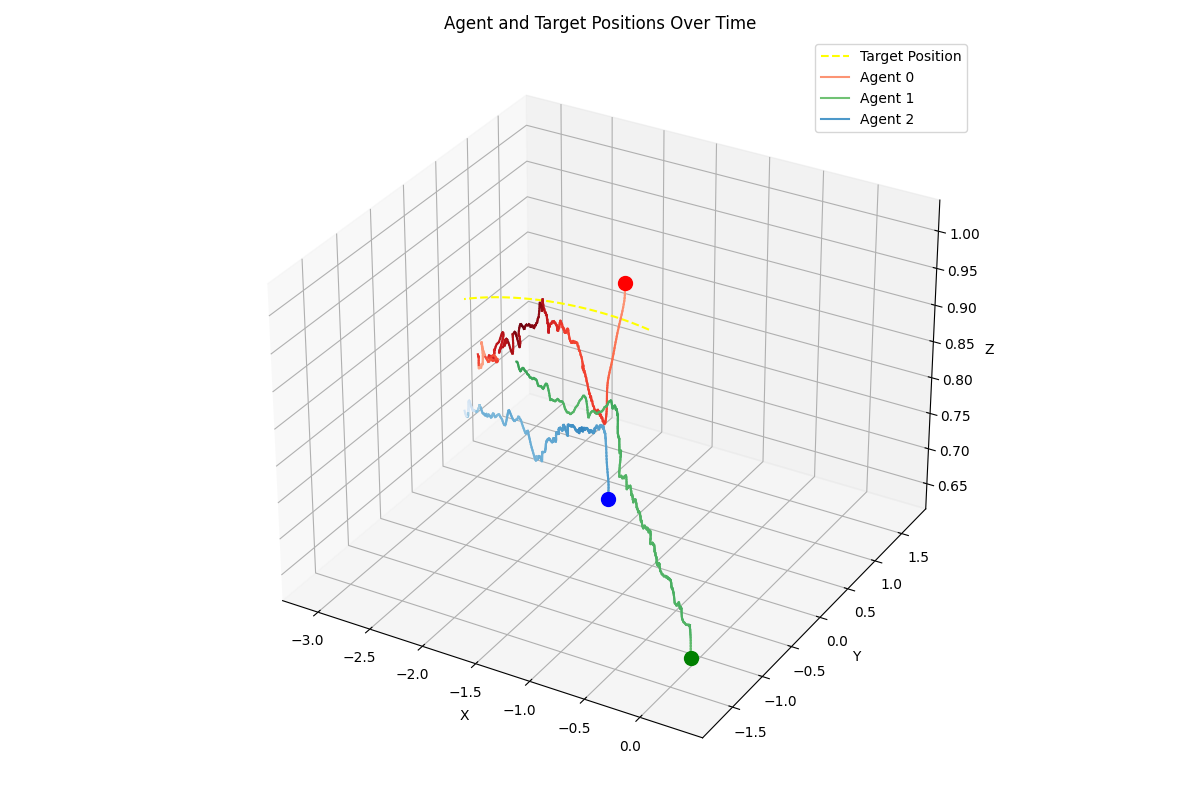 Agent and Target Positions Over Time
Target Position
Agent 0
Agent 1
Agent 2
1.00
0.95
0.90
0.85
0.80
0.75
0.70
0.65
Z
1.5
1.0
0.5
0.0
−0.5
−1.0
−1.5
Y
−3.0
−2.5
−2.0
−1.5
−1.0
−0.5
0.0
X